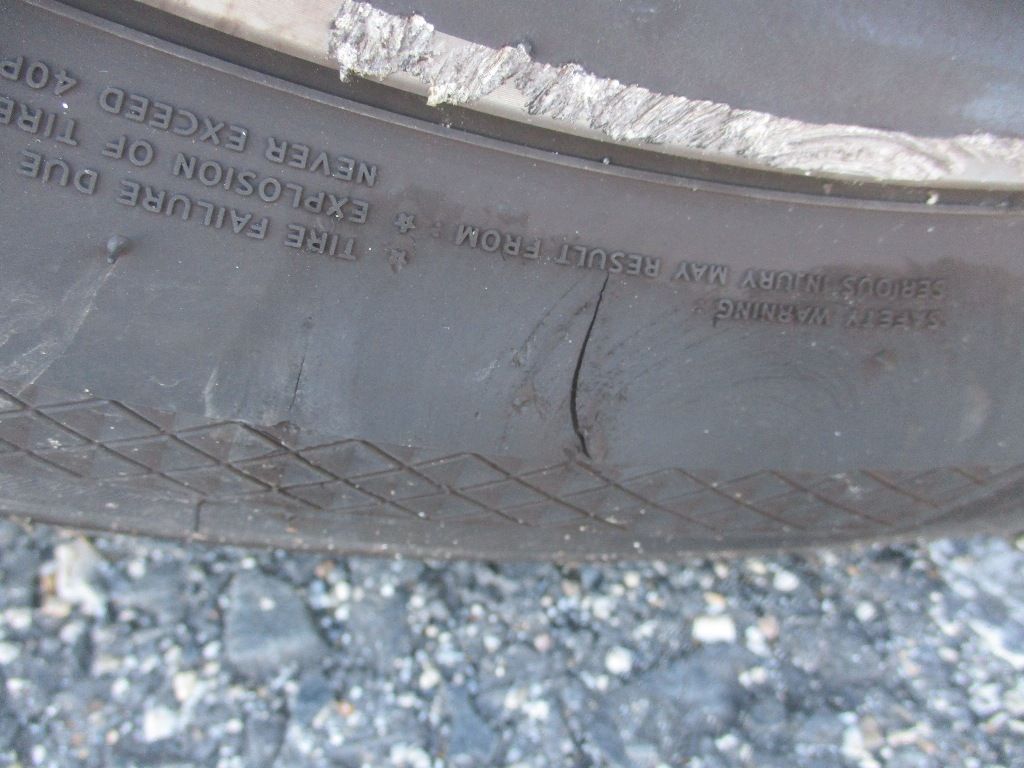 SAFETY WARNING
SERIOUS INJURY MAY RESULT FROM :
★ TIRE FAILURE DUE
★ EXPLOSION OF TIRE
NEVER EXCEED 40P